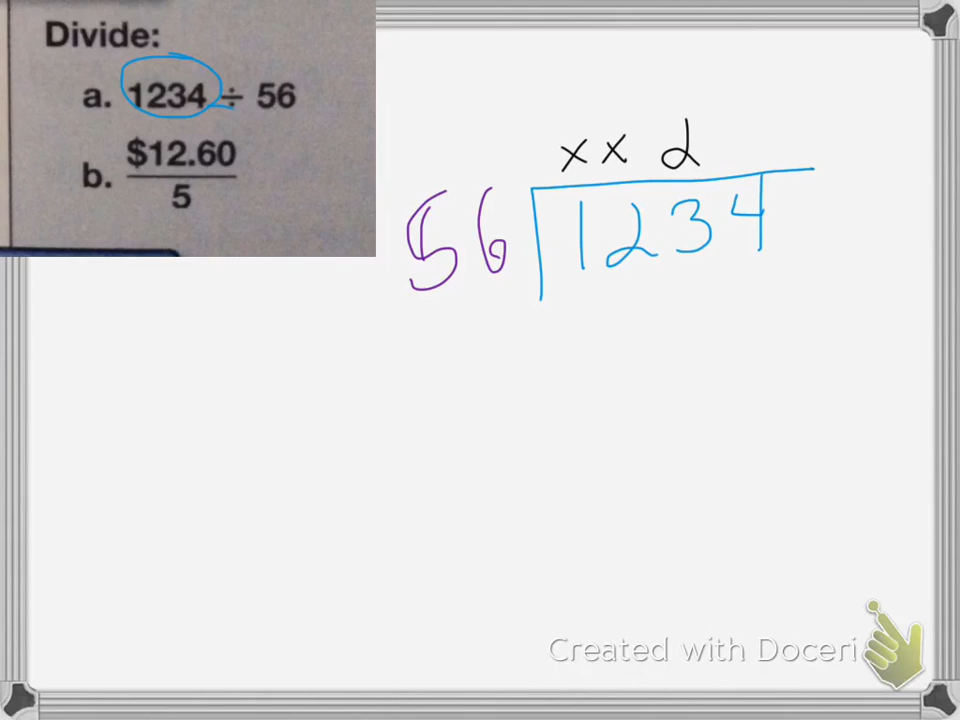 Divide:
a. 1234 ÷ 56
b. $12.60
5
x x 2
56 1234
Created with Doceri